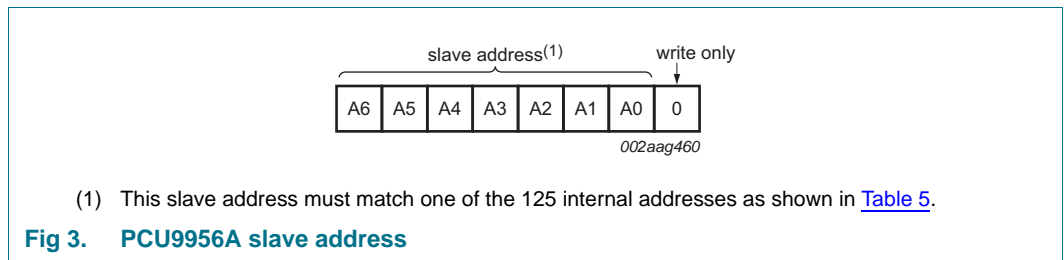 slave address(1) write only
A6 A5 A4 A3 A2 A1 A0 0
002aag460
(1) This slave address must match one of the 125 internal addresses as shown in Table 5.
Fig 3. PCU9956A slave address